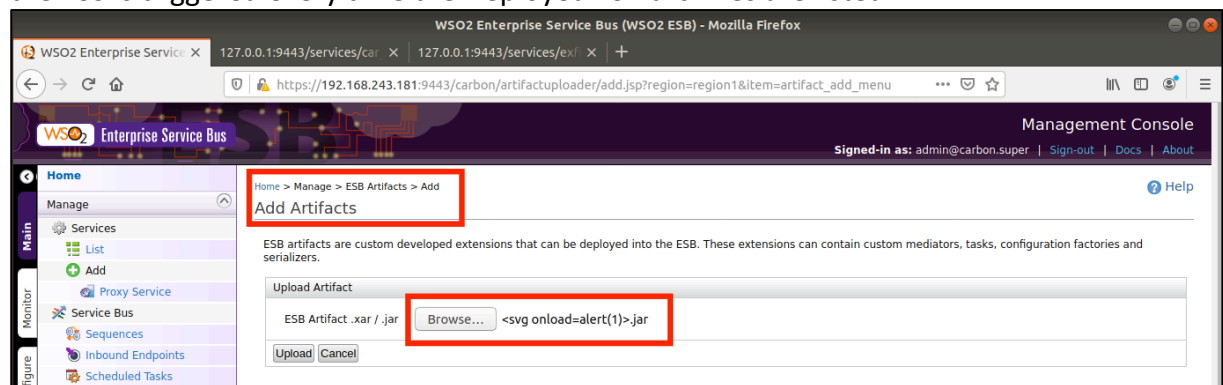 WSO2 Enterprise Service Bus (WSO2 ESB) - Mozilla Firefox
WSO2 Enterprise Service
127.0.0.1:9443/services/car_
127.0.0.1:9443/services/exfi
https://192.168.243.181:9443/carbon/artifactuploader/add.jsp?region=region1&item=artifact_add_menu
WSO2 Enterprise Service Bus
Management Console
Signed-in as: admin@carbon.super | Sign-out | Docs | About
Home
Manage
Services
List
Add
Proxy Service
Service Bus
Sequences
Inbound Endpoints
Scheduled Tasks
Main
Monitor
figure
Home > Manage > ESB Artifacts > Add
Help
Add Artifacts
ESB artifacts are custom developed extensions that can be deployed into the ESB. These extensions can contain custom mediators, tasks, configuration factories and
serializers.
Upload Artifact
ESB Artifact .xar / .jar Browse... <svg onload=alert(1)>.jar
Upload Cancel